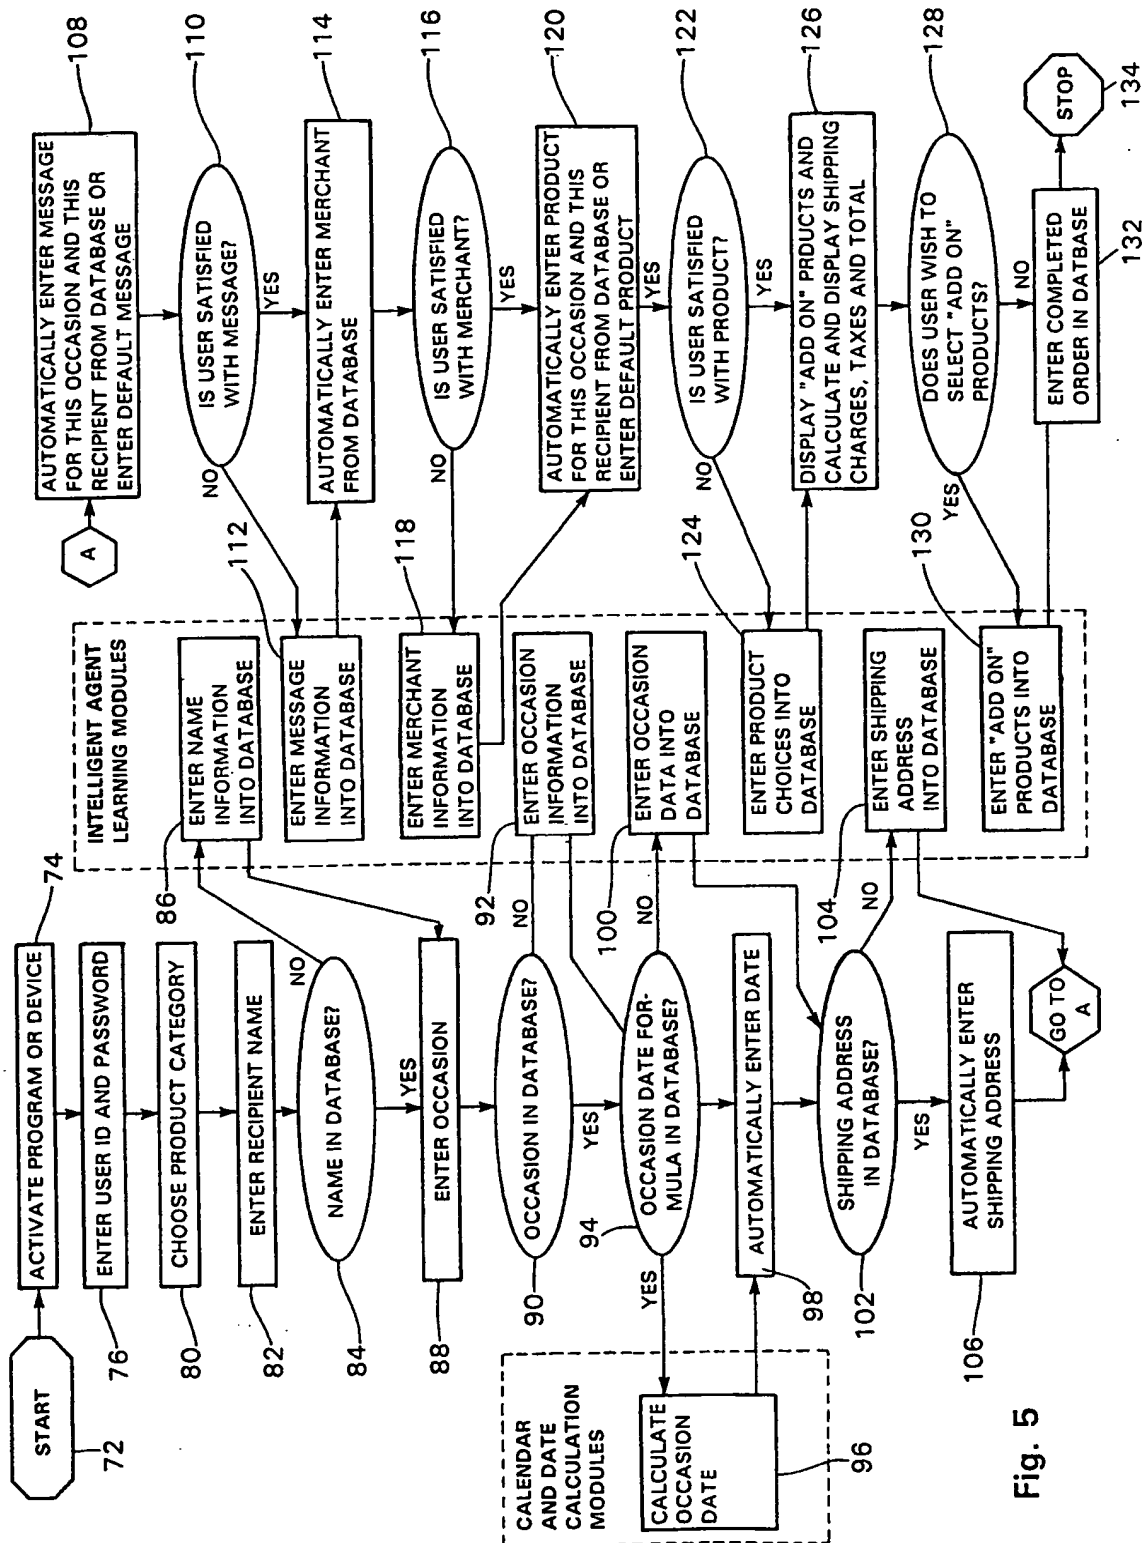 START
72
ACTIVATE PROGRAM OR DEVICE
74
ENTER USER ID AND PASSWORD
76
CHOOSE PRODUCT CATEGORY
80
ENTER RECIPIENT NAME
82
NAME IN DATABASE?
84
NO
YES
ENTER OCCASION
88
OCCASION IN DATABASE?
90
NO
YES
OCCASION DATE FOR-
MULA IN DATABASE?
94
YES
NO
CALENDAR
AND DATE
CALCULATION
MODULES
CALCULATE
OCCASION
DATE
96
AUTOMATICALLY ENTER DATE
98
SHIPPING ADDRESS
IN DATABASE?
102
NO
YES
AUTOMATICALLY ENTER
SHIPPING ADDRESS
106
GO TO
A
INTELLIGENT AGENT
LEARNING MODULES
ENTER NAME
INFORMATION
INTO DATABASE
86
ENTER MESSAGE
INFORMATION
INTO DATABASE
112
ENTER MERCHANT
INFORMATION
INTO DATABASE
118
ENTER OCCASION
INFORMATION
INTO DATABASE
92
ENTER OCCASION
DATA INTO
DATABASE
100
ENTER PRODUCT
CHOICES INTO
DATABASE
124
ENTER SHIPPING
ADDRESS
INTO DATABASE
104
ENTER "ADD ON"
PRODUCTS INTO
DATABASE
130
A
AUTOMATICALLY ENTER MESSAGE
FOR THIS OCCASION AND THIS
RECIPIENT FROM DATABASE OR
ENTER DEFAULT MESSAGE
108
IS USER SATISFIED
WITH MESSAGE?
110
NO
YES
AUTOMATICALLY ENTER MERCHANT
FROM DATABASE
114
IS USER SATISFIED
WITH MERCHANT?
116
NO
YES
AUTOMATICALLY ENTER PRODUCT
FOR THIS OCCASION AND THIS
RECIPIENT FROM DATABASE OR
ENTER DEFAULT PRODUCT
120
YES
IS USER SATISFIED
WITH PRODUCT?
122
NO
YES
DISPLAY "ADD ON" PRDUCTS AND
CALCULATE AND DISPLAY SHIPPING
CHARGES, TAXES AND TOTAL
126
DOES USER WISH TO
SELECT "ADD ON"
PRODUCTS?
128
YES
NO
ENTER COMPLETED
ORDER IN DATBASE
132
STOP
134
Fig. 5